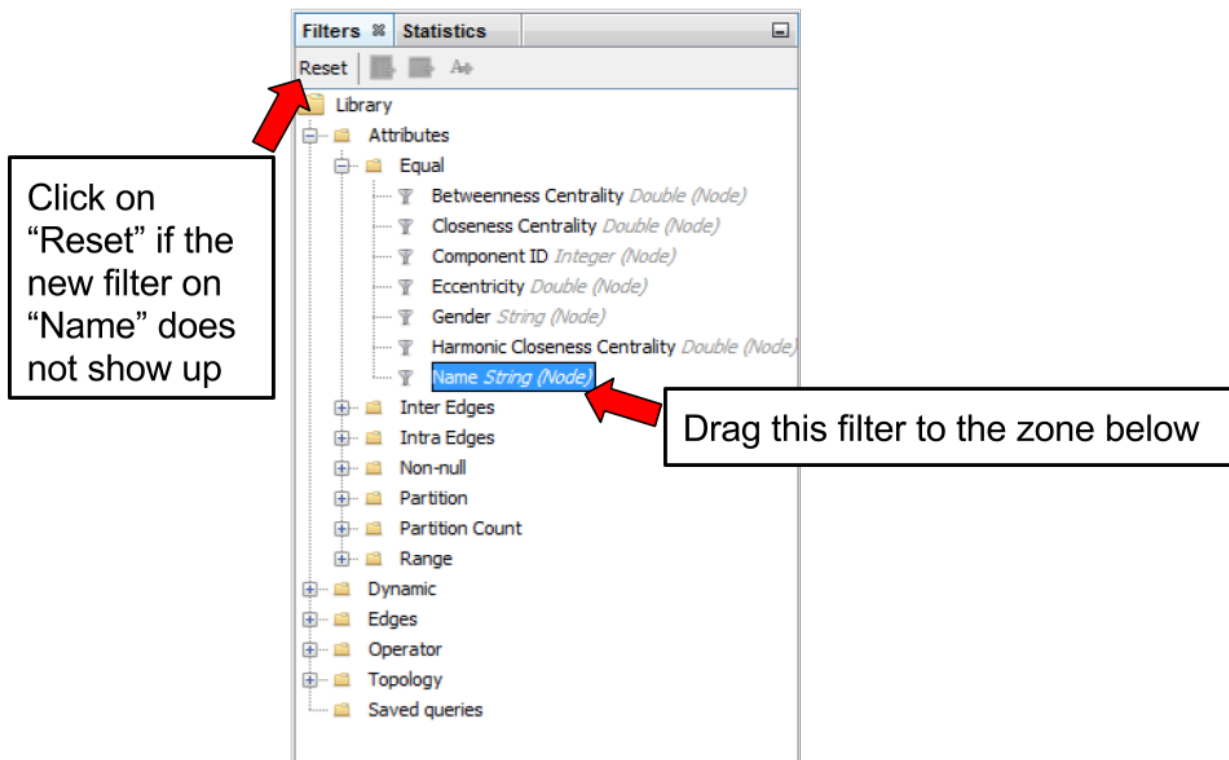 Filters Statistics
Reset
Library
Attributes
Equal
Betweenness Centrality Double (Node)
Closeness Centrality Double (Node)
Component ID Integer (Node)
Eccentricity Double (Node)
Gender String (Node)
Harmonic Closeness Centrality Double (Node)
Name String (Node)
Inter Edges
Intra Edges
Non-null
Partition
Partition Count
Range
Dynamic
Edges
Operator
Topology
Saved queries
Click on
“Reset” if the
new filter on
“Name” does
not show up
Drag this filter to the zone below